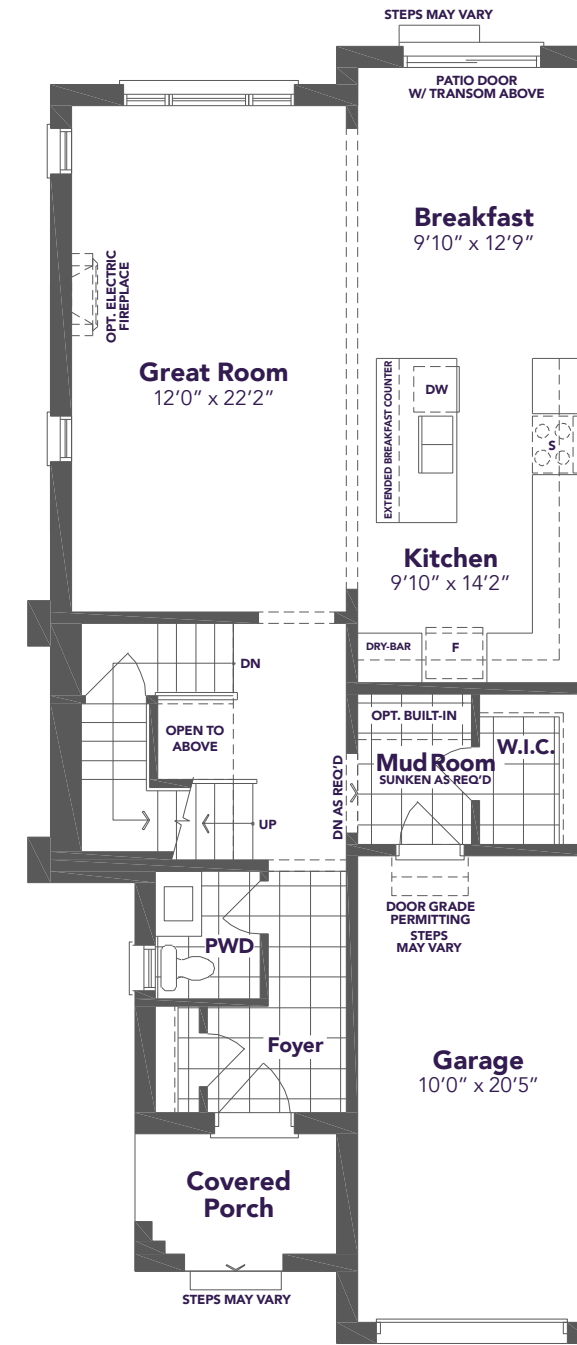 STEPS MAY VARY
PATIO DOOR
W/ TRANSOM ABOVE
Breakfast
9'10" x 12'9"
OPT. ELECTRIC
FIREPLACE
Great Room
12'0" x 22'2"
EXTENDED BREAKFAST COUNTER
DW
S
Kitchen
9'10" x 14'2"
DRY-BAR
F
DN
OPEN TO
ABOVE
UP
DN AS REQ'D
OPT. BUILT-IN
Mud Room
SUNKEN AS REQ'D
W.I.C.
DOOR GRADE
PERMITTING
STEPS
MAY VARY
PWD
Foyer
Garage
10'0" x 20'5"
Covered
Porch
STEPS MAY VARY